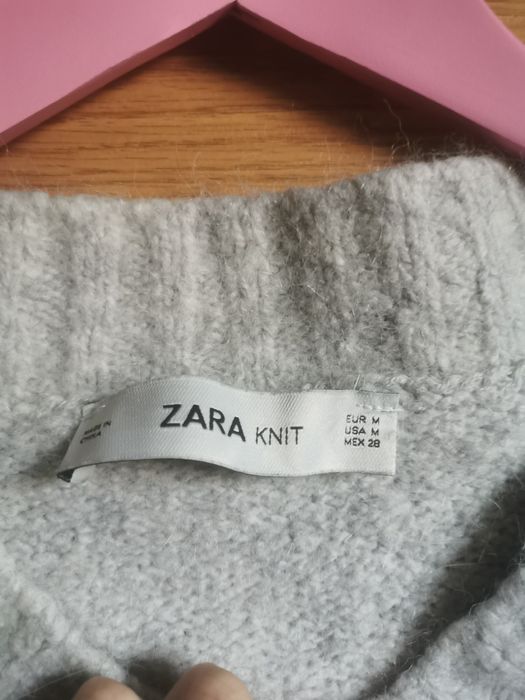 MADE IN
CHINA
ZARA KNIT
EUR M
USA M
MEX 28